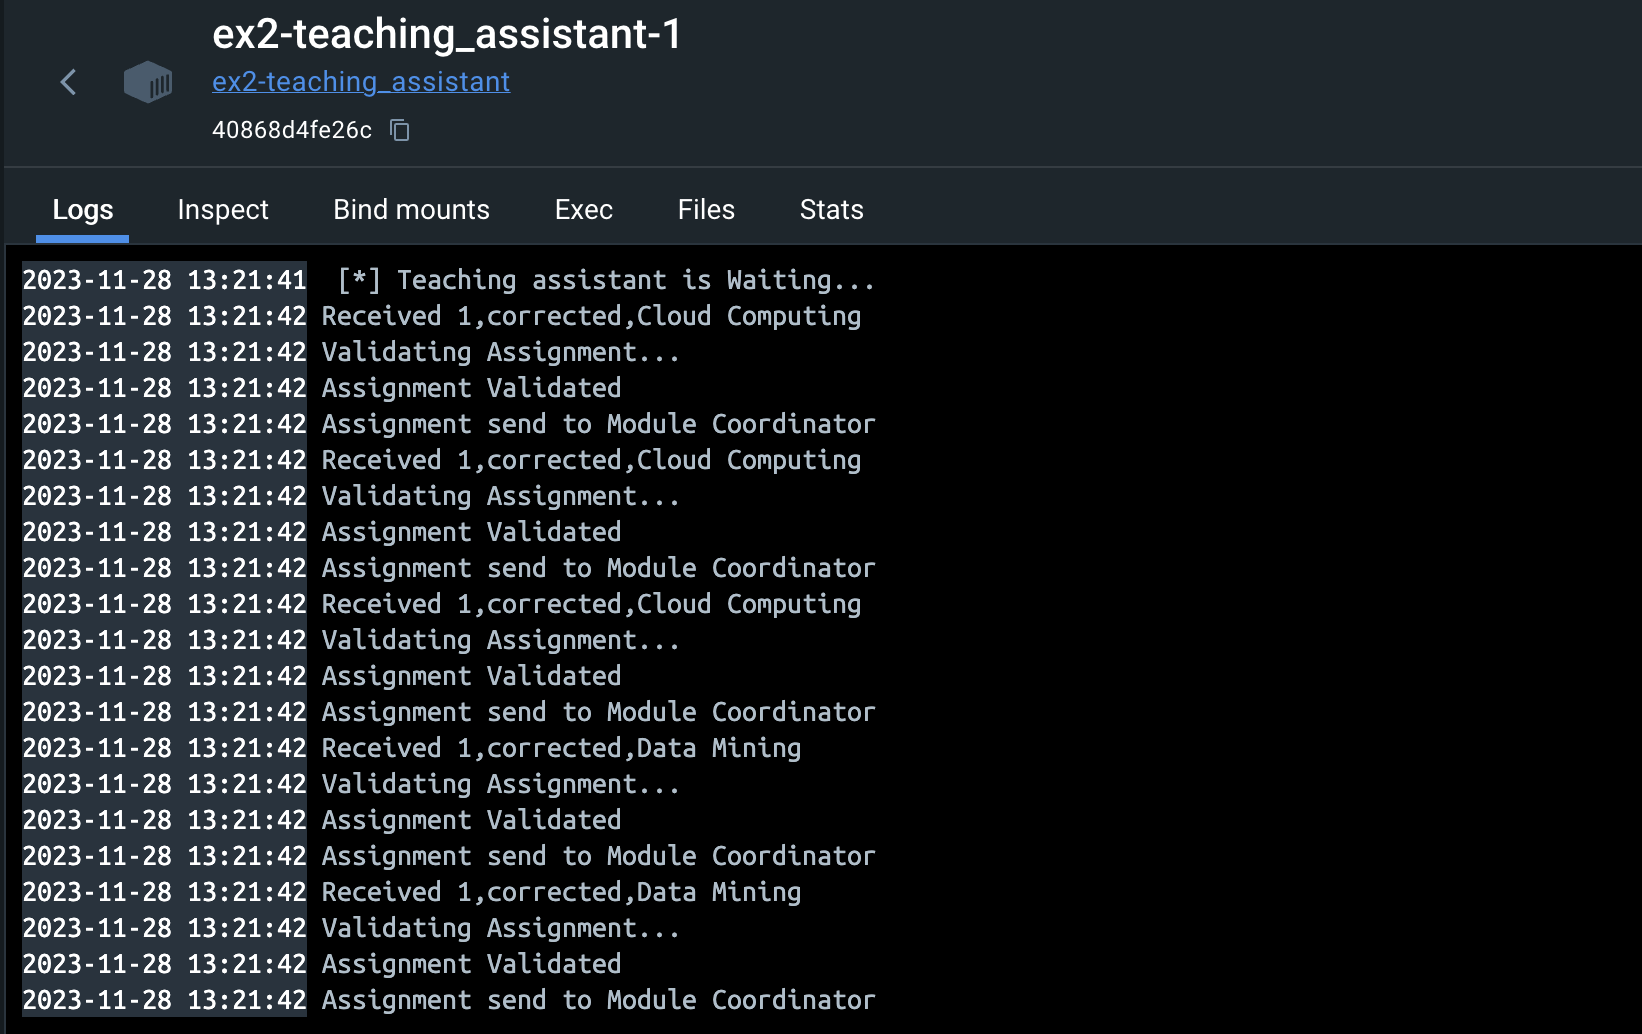 ex2-teaching_assistant-1
ex2-teaching_assistant
40868d4fe26c
Logs Inspect Bind mounts Exec Files Stats
2023-11-28 13:21:41 [*] Teaching assistant is Waiting...
2023-11-28 13:21:42 Received 1,corrected,Cloud Computing
2023-11-28 13:21:42 Validating Assignment...
2023-11-28 13:21:42 Assignment Validated
2023-11-28 13:21:42 Assignment send to Module Coordinator
2023-11-28 13:21:42 Received 1,corrected,Cloud Computing
2023-11-28 13:21:42 Validating Assignment...
2023-11-28 13:21:42 Assignment Validated
2023-11-28 13:21:42 Assignment send to Module Coordinator
2023-11-28 13:21:42 Received 1,corrected,Cloud Computing
2023-11-28 13:21:42 Validating Assignment...
2023-11-28 13:21:42 Assignment Validated
2023-11-28 13:21:42 Assignment send to Module Coordinator
2023-11-28 13:21:42 Received 1,corrected,Data Mining
2023-11-28 13:21:42 Validating Assignment...
2023-11-28 13:21:42 Assignment Validated
2023-11-28 13:21:42 Assignment send to Module Coordinator
2023-11-28 13:21:42 Received 1,corrected,Data Mining
2023-11-28 13:21:42 Validating Assignment...
2023-11-28 13:21:42 Assignment Validated
2023-11-28 13:21:42 Assignment send to Module Coordinator